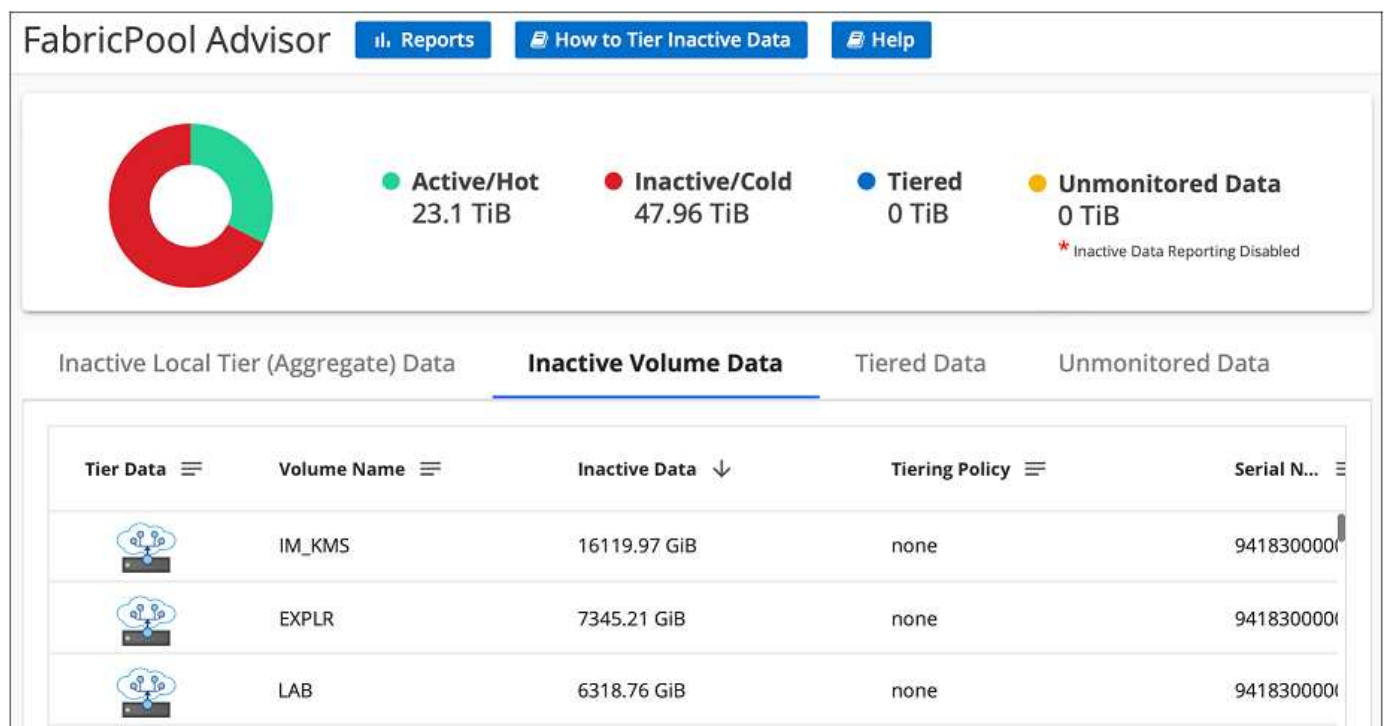 FabricPool Advisor Reports How to Tier Inactive Data Help
Active/Hot Inactive/Cold Tiered Unmonitored Data
23.1 TiB 47.96 TiB 0 TiB 0 TiB
* Inactive Data Reporting Disabled
Inactive Local Tier (Aggregate) Data Inactive Volume Data Tiered Data Unmonitored Data
Tier Data Volume Name Inactive Data Tiering Policy Serial N...
IM_KMS 16119.97 GiB none 9418300000
EXPLR 7345.21 GiB none 9418300000
LAB 6318.76 GiB none 9418300000